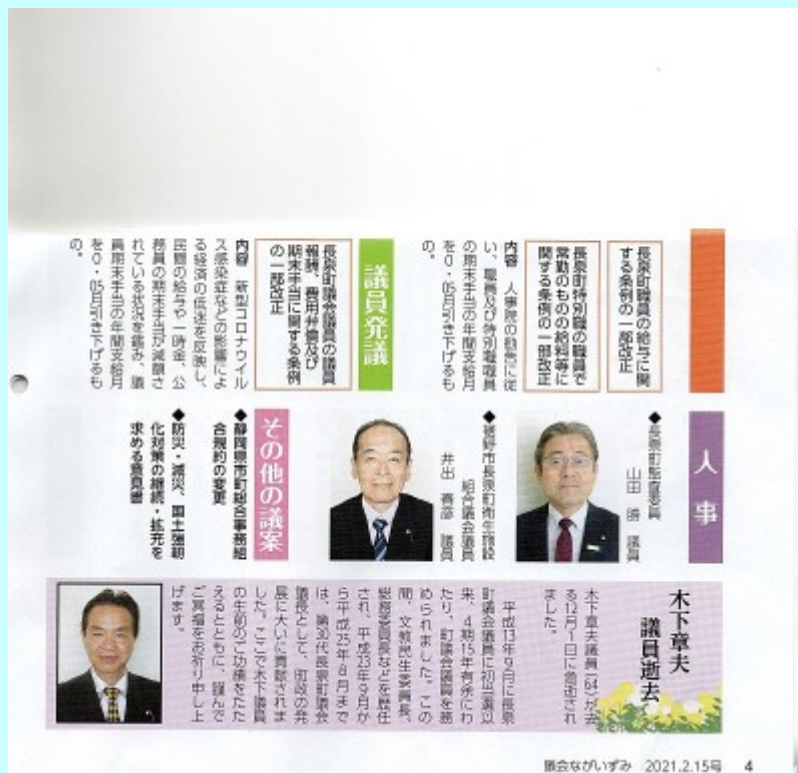 長泉町職員の給与に関
する条例の一部改正
長泉町特別職の職員で
常勤のものの給料等に
関する条例の一部改正
内容 人事院の勧告に従
い、職員及び特別職職員
の期末手当の年間支給月
を0・05月引き下げるも
の。
議員発議
長泉町議会議員の議員
報酬、費用弁償及び
期末手当に関する条例
の一部改正
内容 新型コロナウイル
ス感染症などの影響によ
る経済の低迷を反映し、
民間の給与や一時金、公
務員の期末手当が減額さ
れている状況を鑑み、議
員期末手当の年間支給月
を0・05月引き下げるも
の。
人事
◆長泉町監査委員
山田 勝 議員
◆裾野市長泉町衛生施設
組合議会議員
井出 議員
その他の議案
◆静岡県市町総合事務組
合規約の変更
◆防災・減災、国土強靭
化対策の継続・拡充を
求める意見書
木下章夫
議員逝去
木下章夫議員(64)が去
る12月1日に急逝され
ました。
平成13年9月に長泉
町議会議員に初当選以
来、4期15年有余にわ
たり、町議会議員を務
められました。この
間、文教民生委員長、
総務委員長などを歴任
され、平成23年9月か
ら平成25年8月まで
は、第30代長泉町議会
議長として、町政の発
展に大いに貢献されま
した。ここで木下議員
の生前のご功績をたた
えるとともに、謹んで
ご冥福をお祈り申し上
げます。
議会ながいずみ 2021.2.15号 4